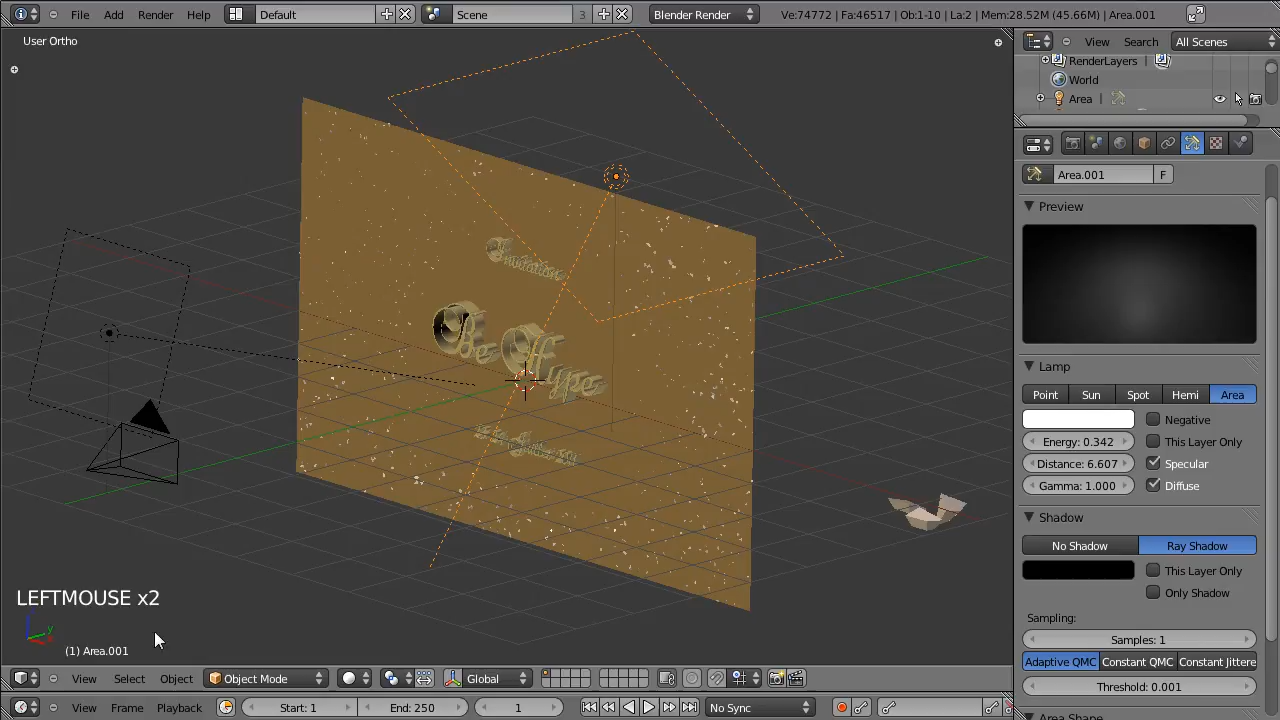 File Add Render Help Default Scene 3 Blender Render Ve:74772 | Fa:46517 | Ob:1-10 | La:2 | Mem:28.52M (45.66M) | Area.001
User Ortho
View Search All Scenes
RenderLayers |
World
Area |
Area.001 F
Preview
Lamp
Point Sun Spot Hemi Area
Negative
Energy: 0.342 This Layer Only
Distance: 6.607 Specular
Gamma: 1.000 Diffuse
Shadow
No Shadow Ray Shadow
This Layer Only
Only Shadow
Sampling:
Samples: 1
Adaptive QMC Constant QMC Constant Jittere
Threshold: 0.001
Area Shape
Be
Hype
LEFTMOUSE x2
(1) Area.001
View Select Object Object Mode Global
View Frame Playback Start: 1 End: 250 1 No Sync